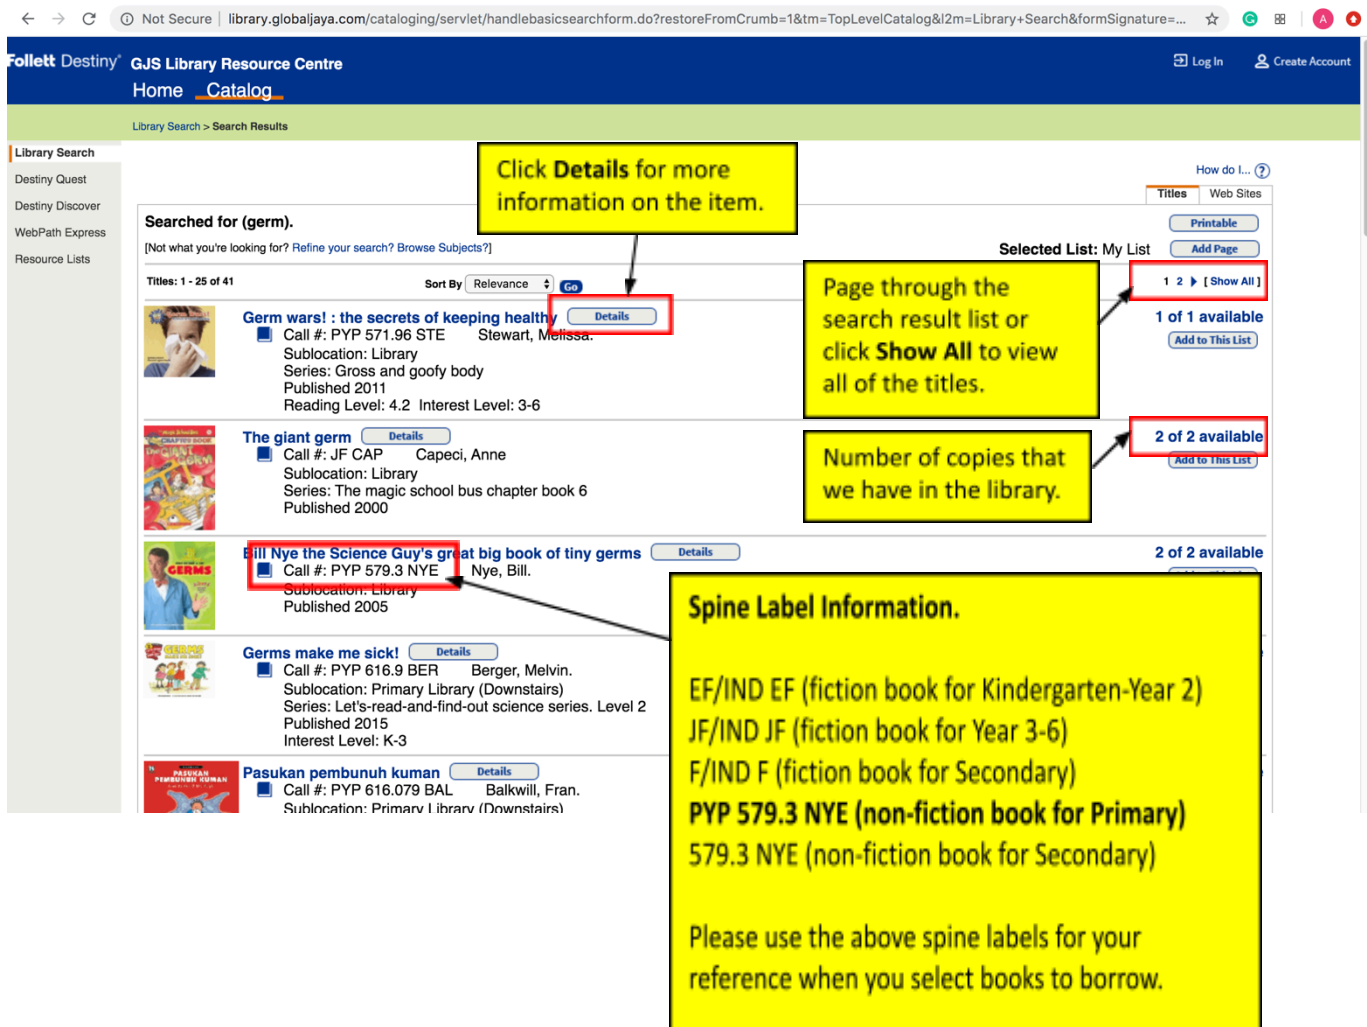 Not Secure | library.globaljaya.com/cataloging/servlet/handlebasicsearchform.do?restoreFromCrumb=1&tm=TopLevelCatalog&l2m=Library+Search&formSignature=...
A
Follett Destiny
GJS Library Resource Centre
Log In
Create Account
Home
Catalog
Library Search > Search Results
Library Search
Destiny Quest
Destiny Discover
WebPath Express
Resource Lists
Click Details for more
information on the item.
How do I... ?
Titles
Web Sites
Searched for (germ).
Printable
[Not what you're looking for? Refine your search? Browse Subjects?]
Selected List: My List
Add Page
Titles: 1 - 25 of 41
Sort By Relevance Go
1 2 [ Show All ]
Page through the
search result list or
click Show All to view
all of the titles.
Germ wars! : the secrets of keeping healthy Details
1 of 1 available
Call #: PYP 571.96 STE Stewart, Melissa.
Add to This List
Sublocation: Library
Series: Gross and goofy body
Published 2011
Reading Level: 4.2 Interest Level: 3-6
The giant germ Details
2 of 2 available
Call #: JF CAP Capeci, Anne
Add to This List
Sublocation: Library
Series: The magic school bus chapter book 6
Published 2000
Number of copies that
we have in the library.
GERMS
Bill Nye the Science Guy's great big book of tiny germs Details
2 of 2 available
Call #: PYP 579.3 NYE Nye, Bill.
Sublocation: Library
Published 2005
Spine Label Information.
EF/IND EF (fiction book for Kindergarten-Year 2)
JF/IND JF (fiction book for Year 3-6)
F/IND F (fiction book for Secondary)
PYP 579.3 NYE (non-fiction book for Primary)
579.3 NYE (non-fiction book for Secondary)
Please use the above spine labels for your
reference when you select books to borrow.
GERMS
Germs make me sick! Details
Call #: PYP 616.9 BER Berger, Melvin.
Sublocation: Primary Library (Downstairs)
Series: Let's-read-and-find-out science series. Level 2
Published 2015
Interest Level: K-3
PASUKAN
PEMBUNUH KUMAN
Pasukan pembunuh kuman Details
Call #: PYP 616.079 BAL Balkwill, Fran.
Sublocation: Primary Library (Downstairs)